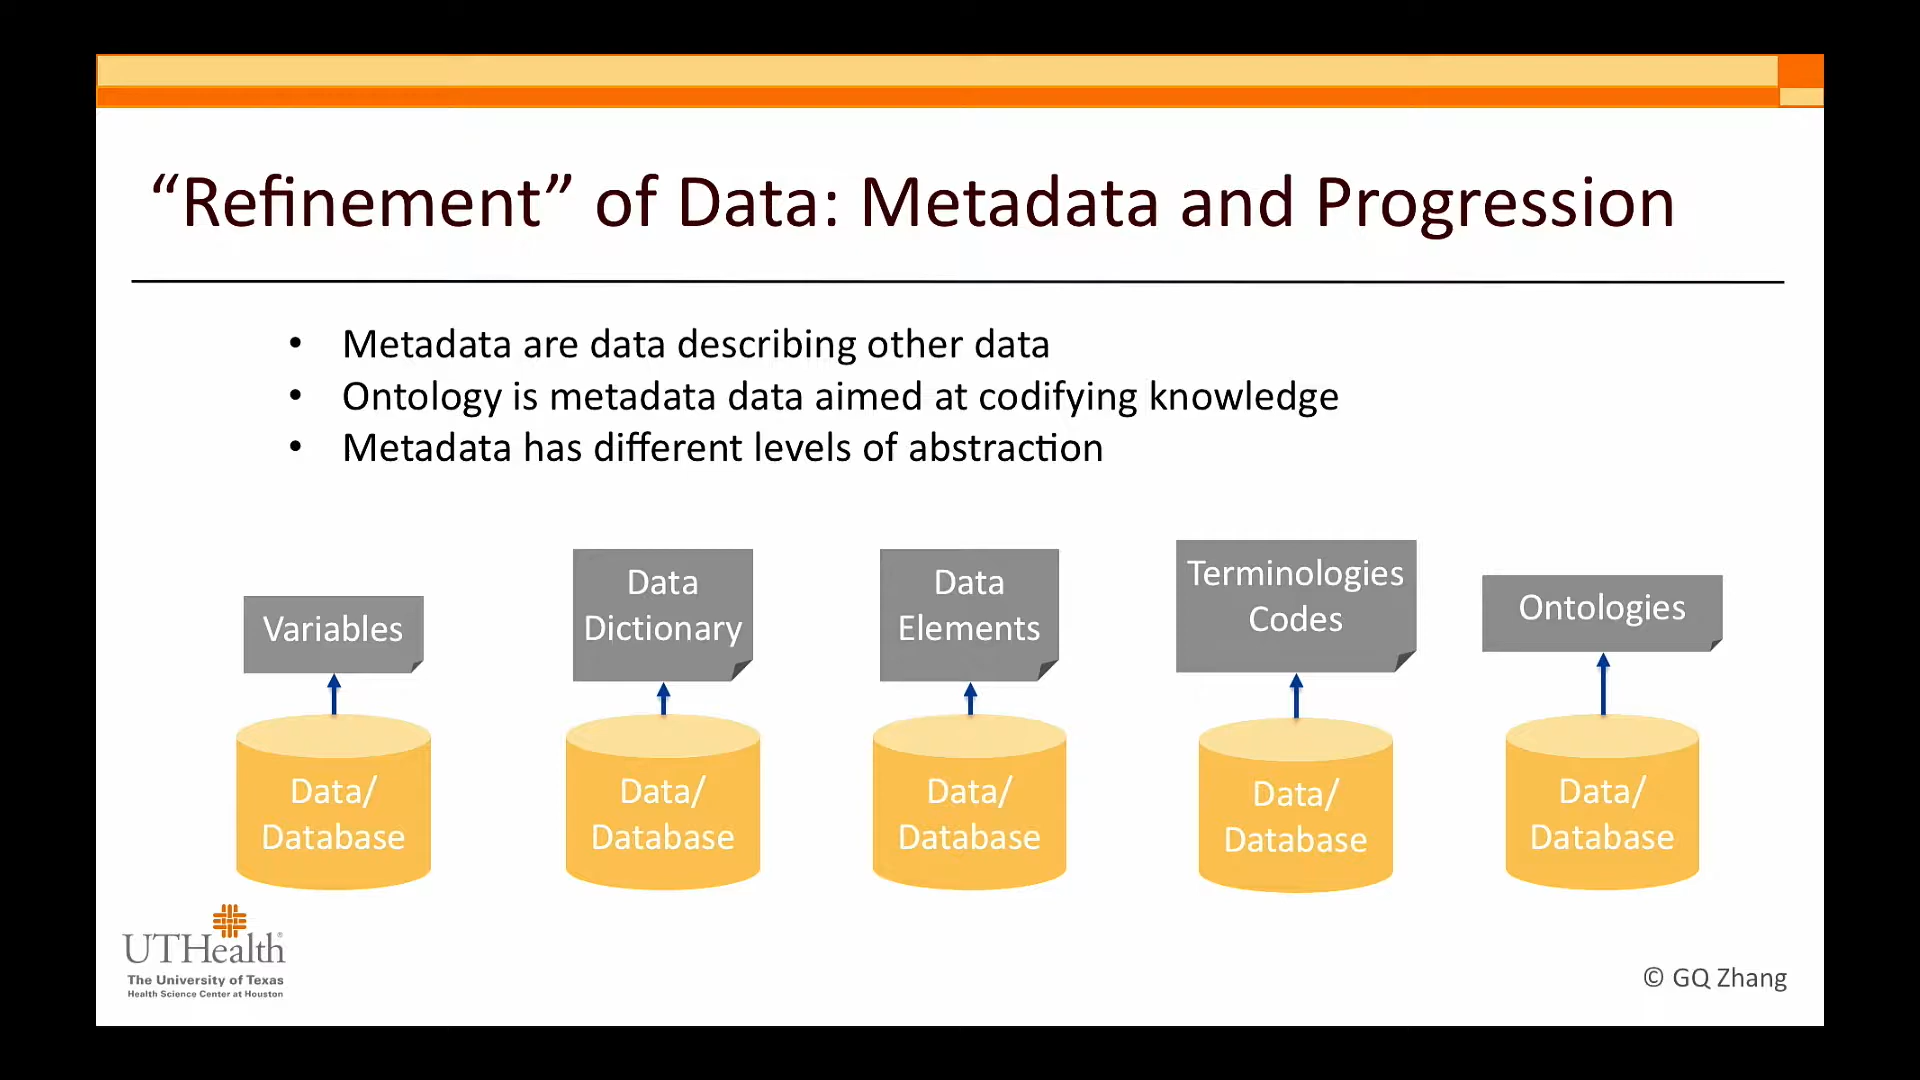 “Refinement” of Data: Metadata and Progression
• Metadata are data describing other data
• Ontology is metadata data aimed at codifying knowledge
• Metadata has different levels of abstraction
Variables
Data
Dictionary
Data
Elements
Terminologies
Codes
Ontologies
Data/
Database
Data/
Database
Data/
Database
Data/
Database
Data/
Database
UTHealth®
The University of Texas
Health Science Center at Houston
© GQ Zhang